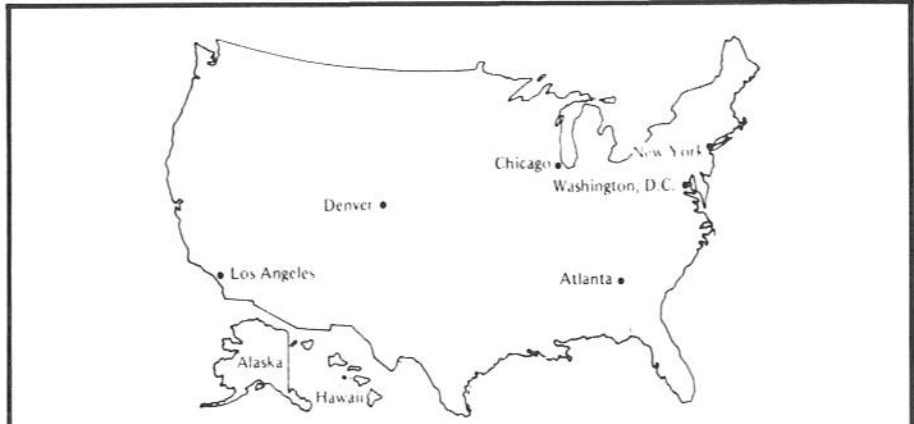 Chicago
New York
Washington, D.C.
Denver
Los Angeles
Atlanta
Alaska
Hawaii